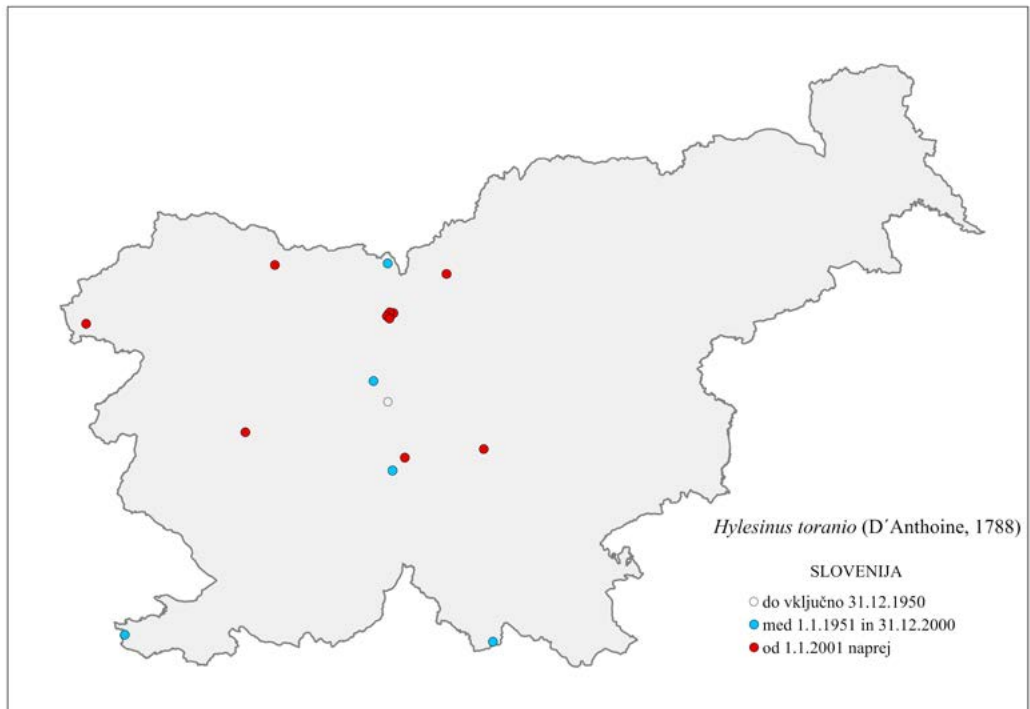 Hylesinus toranio (D´Anthoine, 1788)
SLOVENIJA
do vključno 31.12.1950
med 1.1.1951 in 31.12.2000
od 1.1.2001 naprej